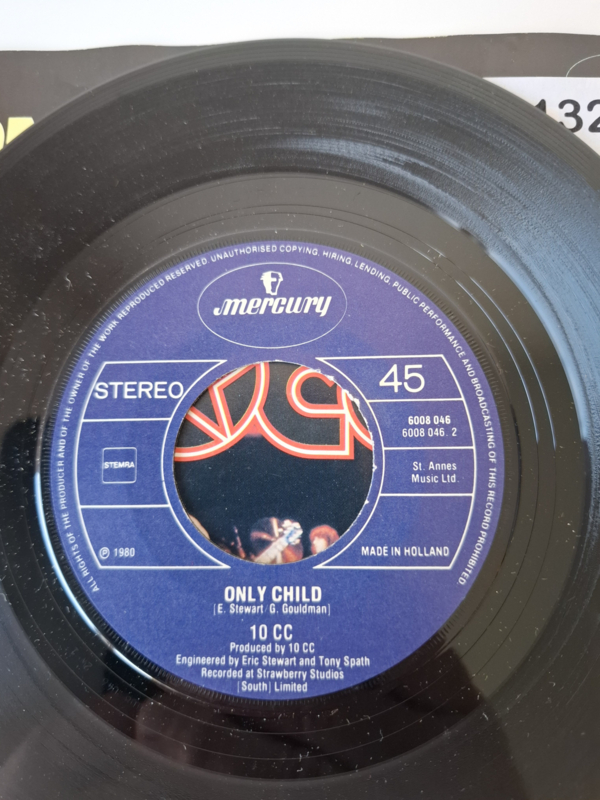 132
ALL RIGHTS OF THE PRODUCER AND OF THE OWNER OF THE WORK REPRODUCED RESERVED. UNAUTHORISED COPYING, HIRING, LENDING, PUBLIC PERFORMANCE AND BROADCASTING OF THIS RECORD PROHIBITED
mercury
STEREO
45
6008 046
6008 046.2
STEMRA
St. Annes
Music Ltd.
℗ 1980
MADE IN HOLLAND
ONLY CHILD
[E. Stewart/G. Gouldman]
10 CC
Produced by 10 CC
Engineered by Eric Stewart and Tony Spath
Recorded at Strawberry Studios
[South] Limited